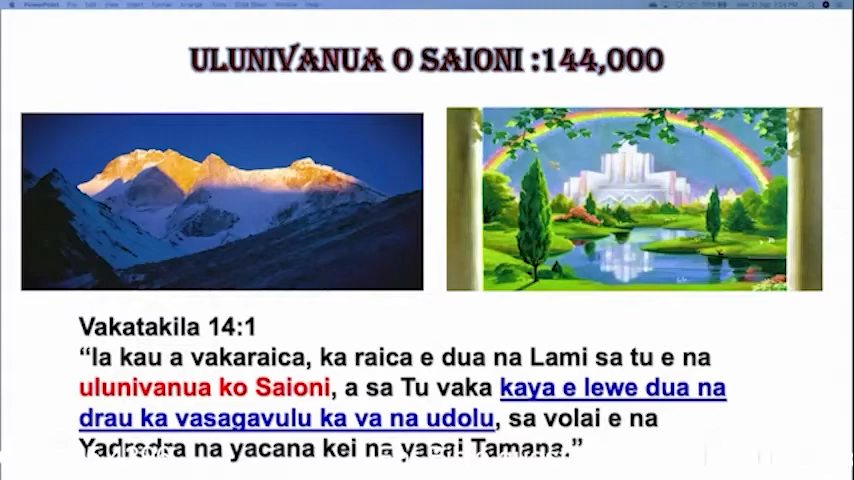 ULUNIVANUA O SAIONI :144,000
Vakatakila 14:1
“Ia kau a vakaraica, ka raica e dua na Lami sa tu e na
ulunivanua ko Saioni, a sa Tu vaka kaya e lewe dua na
drau ka vasagavulu ka va na udolu, sa volai e na
Yadredra na yacana kei na yacai Tamana.”